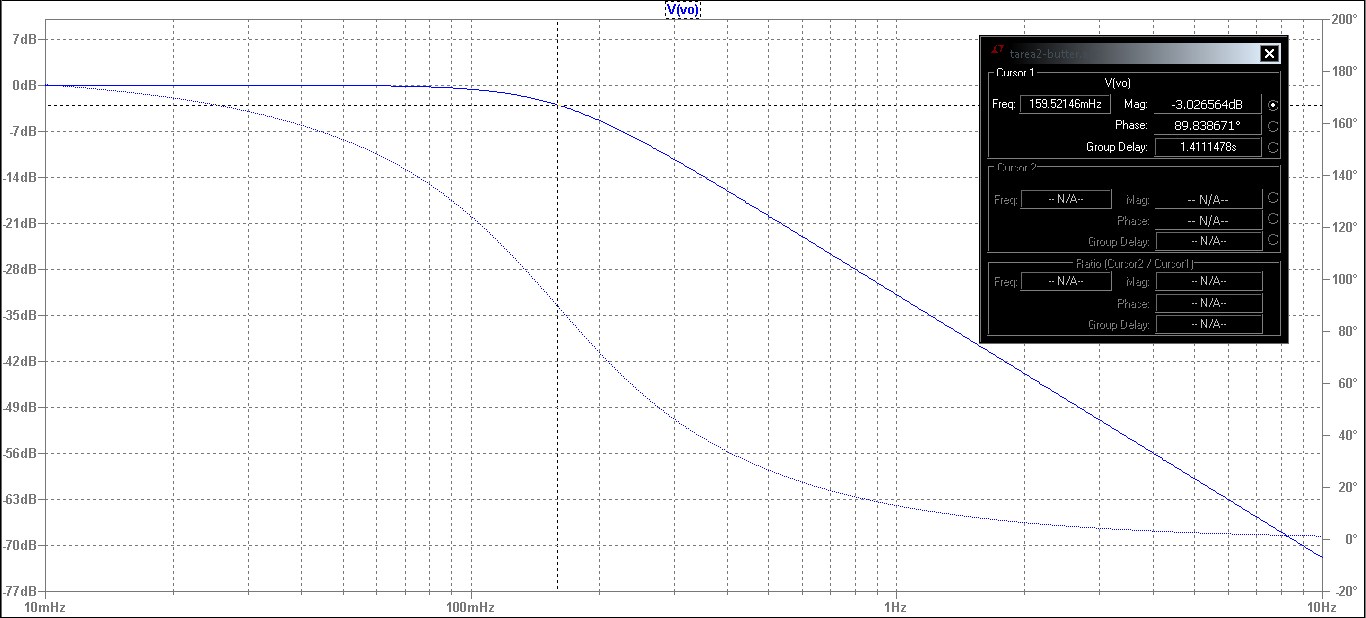 V(vo)
7dB
0dB
-7dB
-14dB
-21dB
-28dB
-35dB
-42dB
-49dB
-56dB
-63dB
-70dB
-77dB
200°
180°
160°
140°
120°
100°
80°
60°
40°
20°
0°
-20°
10mHz
100mHz
1Hz
10Hz
tarea2-butter
Cursor 1
V(vo)
Freq: 159.52146mHz Mag: -3.026564dB
Phase: 89.838671°
Group Delay: 1.4111478s
Cursor 2
Freq: -- N/A-- Mag: -- N/A--
Phase: -- N/A--
Group Delay: -- N/A--
Ratio (Cursor2 / Cursor1)
Freq: -- N/A-- Mag: -- N/A--
Phase: -- N/A--
Group Delay: -- N/A--